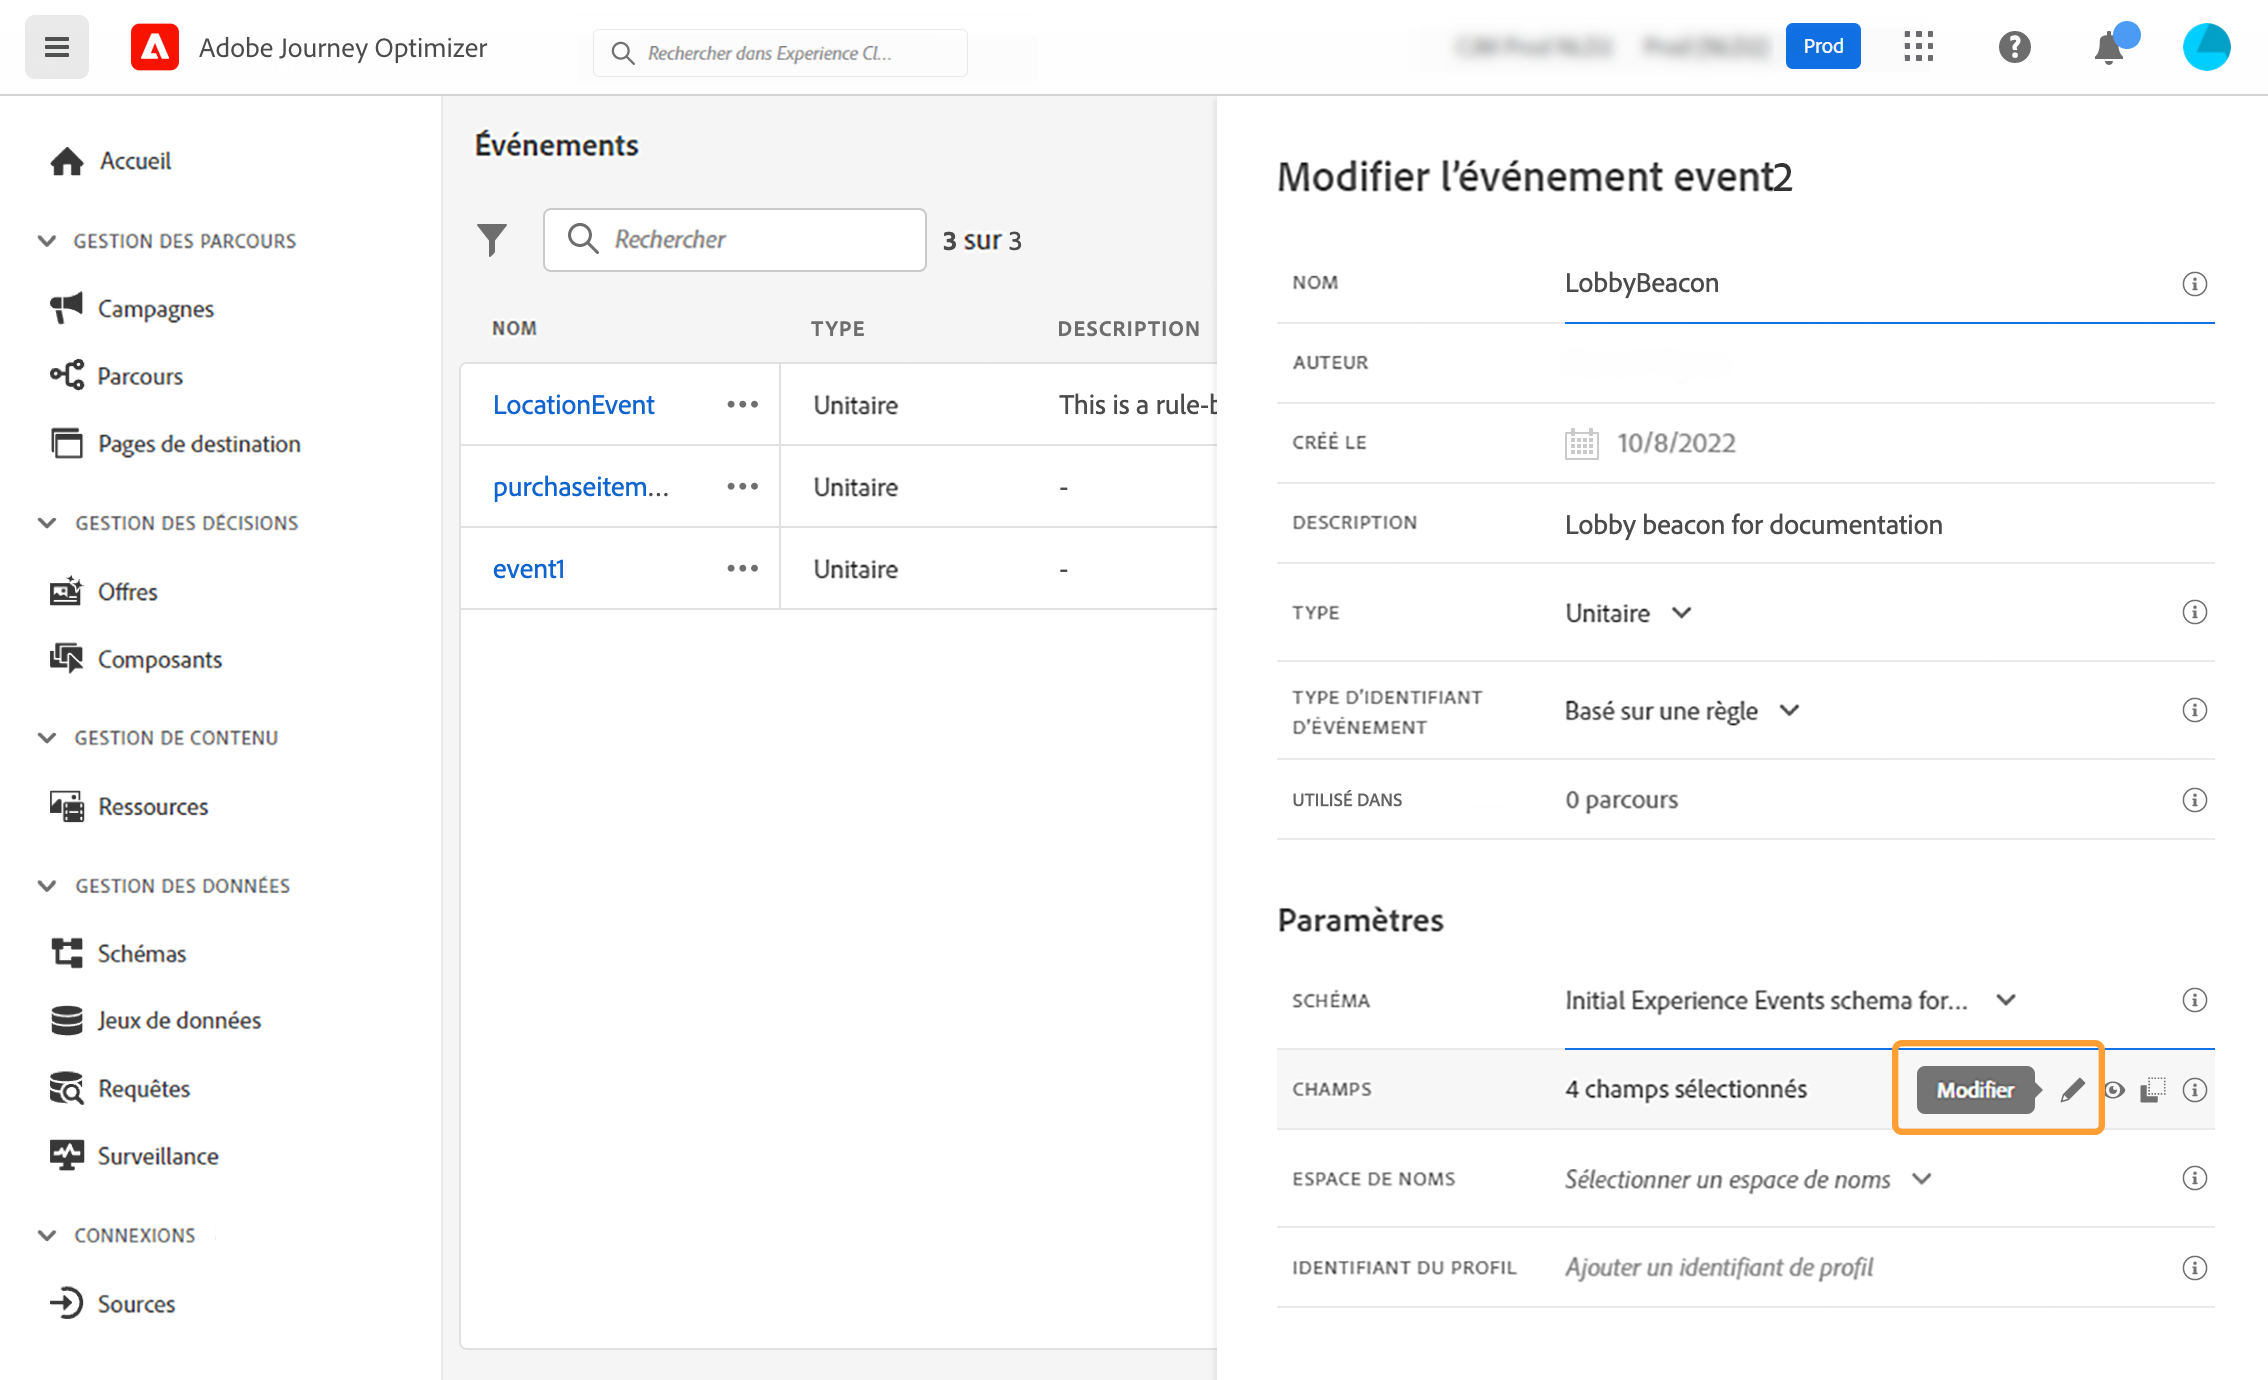 Adobe Journey Optimizer
Rechercher dans Experience Cl...
Prod
Accueil
GESTION DES PARCOURS
Campagnes
Parcours
Pages de destination
GESTION DES DÉCISIONS
Offres
Composants
GESTION DE CONTENU
Ressources
GESTION DES DONNÉES
Schémas
Jeux de données
Requêtes
Surveillance
CONNEXIONS
Sources
Événements
Rechercher
3 sur 3
NOM TYPE DESCRIPTION
LocationEvent Unitaire This is a rule-b
purchaseitem... Unitaire -
event1 Unitaire -
Modifier l’événement event2
NOM LobbyBeacon
AUTEUR
CRÉÉ LE 10/8/2022
DESCRIPTION Lobby beacon for documentation
TYPE Unitaire
TYPE D’IDENTIFIANT
D’ÉVÉNEMENT
Basé sur une règle
UTILISÉ DANS 0 parcours
Paramètres
SCHÉMA Initial Experience Events schema for...
CHAMPS 4 champs sélectionnés Modifier
ESPACE DE NOMS Sélectionner un espace de noms
IDENTIFIANT DU PROFIL Ajouter un identifiant de profil